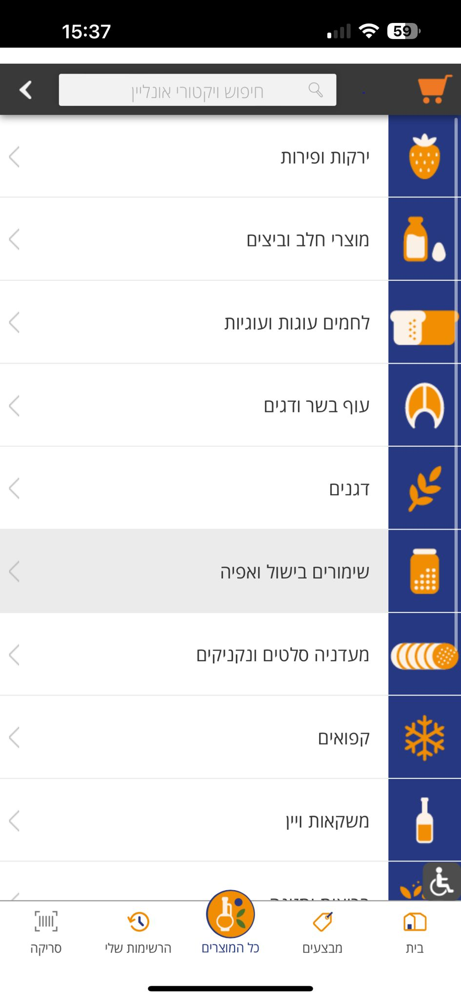 15:37
59
חיפוש ויקטורי אונליין
ירקות ופירות
מוצרי חלב וביצים
לחמים עוגות ועוגיות
עוף בשר ודגים
דגנים
שימורים בישול ואפיה
מעדניה סלטים ונקניקים
קפואים
משקאות ויין
בית
מבצעים
כל המוצרים
הרשימות שלי
סריקה